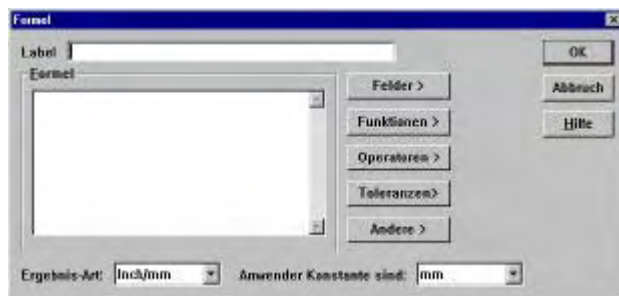 Formel
Label
OK
Formel
Felder >
Abbruch
Funktionen >
Hilfe
Operatoren >
Toleranzen>
Andere >
Ergebnis-Art: Inch/mm Anwender Konstante sind: mm